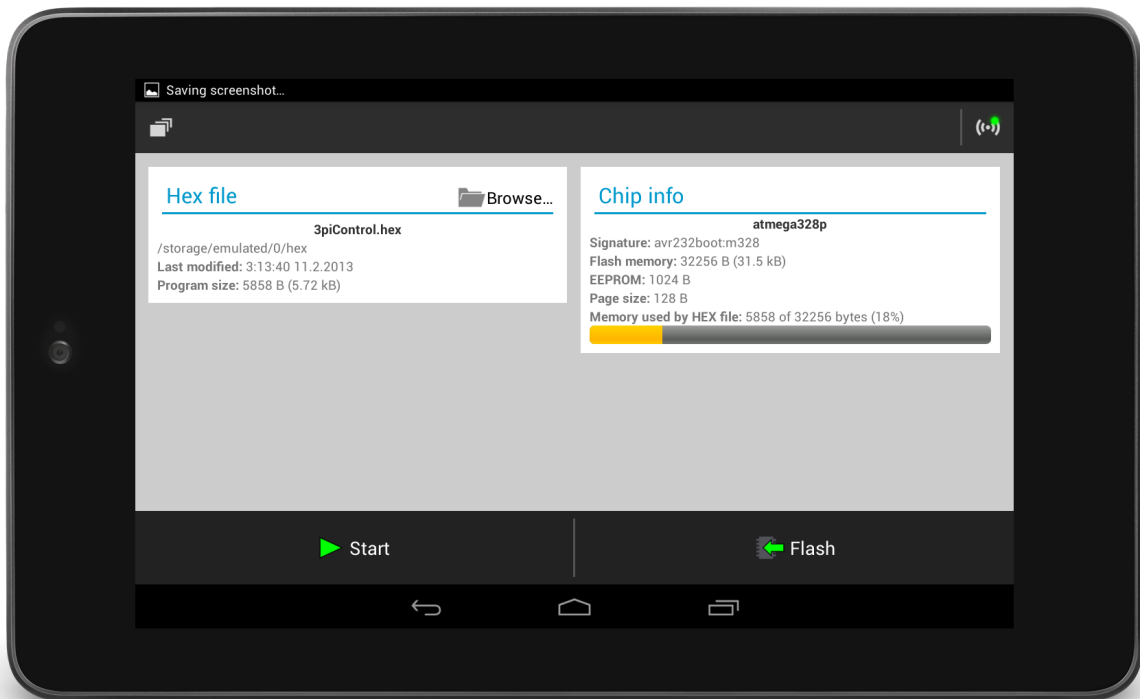 Saving screenshot...
Hex file
Browse...
3piControl.hex
/storage/emulated/0/hex
Last modified: 3:13:40 11.2.2013
Program size: 5858 B (5.72 kB)
Chip info
atmega328p
Signature: avr232boot:m328
Flash memory: 32256 B (31.5 kB)
EEPROM: 1024 B
Page size: 128 B
Memory used by HEX file: 5858 of 32256 bytes (18%)
Start
Flash